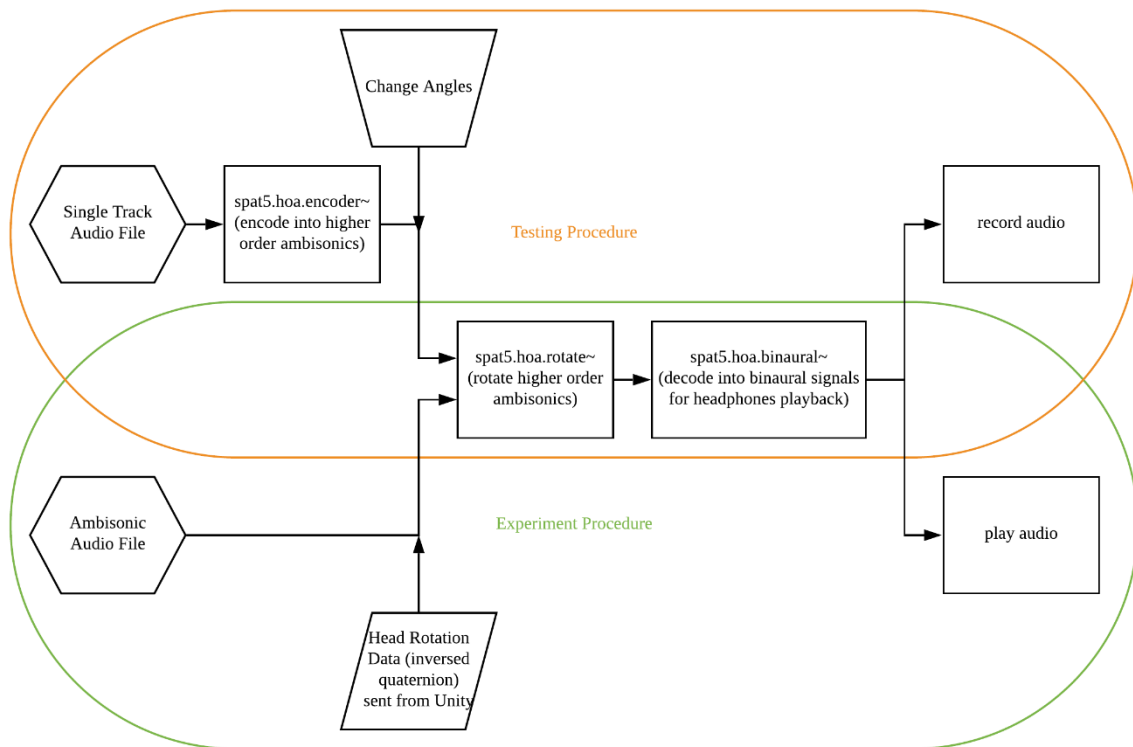 Change Angles
Single Track
Audio File
spat5.hoa.encoder~
(encode into higher
order ambisonics)
Testing Procedure
record audio
spat5.hoa.rotate~
(rotate higher order
ambisonics)
spat5.hoa.binaural~
(decode into binaural signals
for headphones playback)
Ambisonic
Audio File
Experiment Procedure
play audio
Head Rotation
Data (inversed
quaternion)
sent from Unity